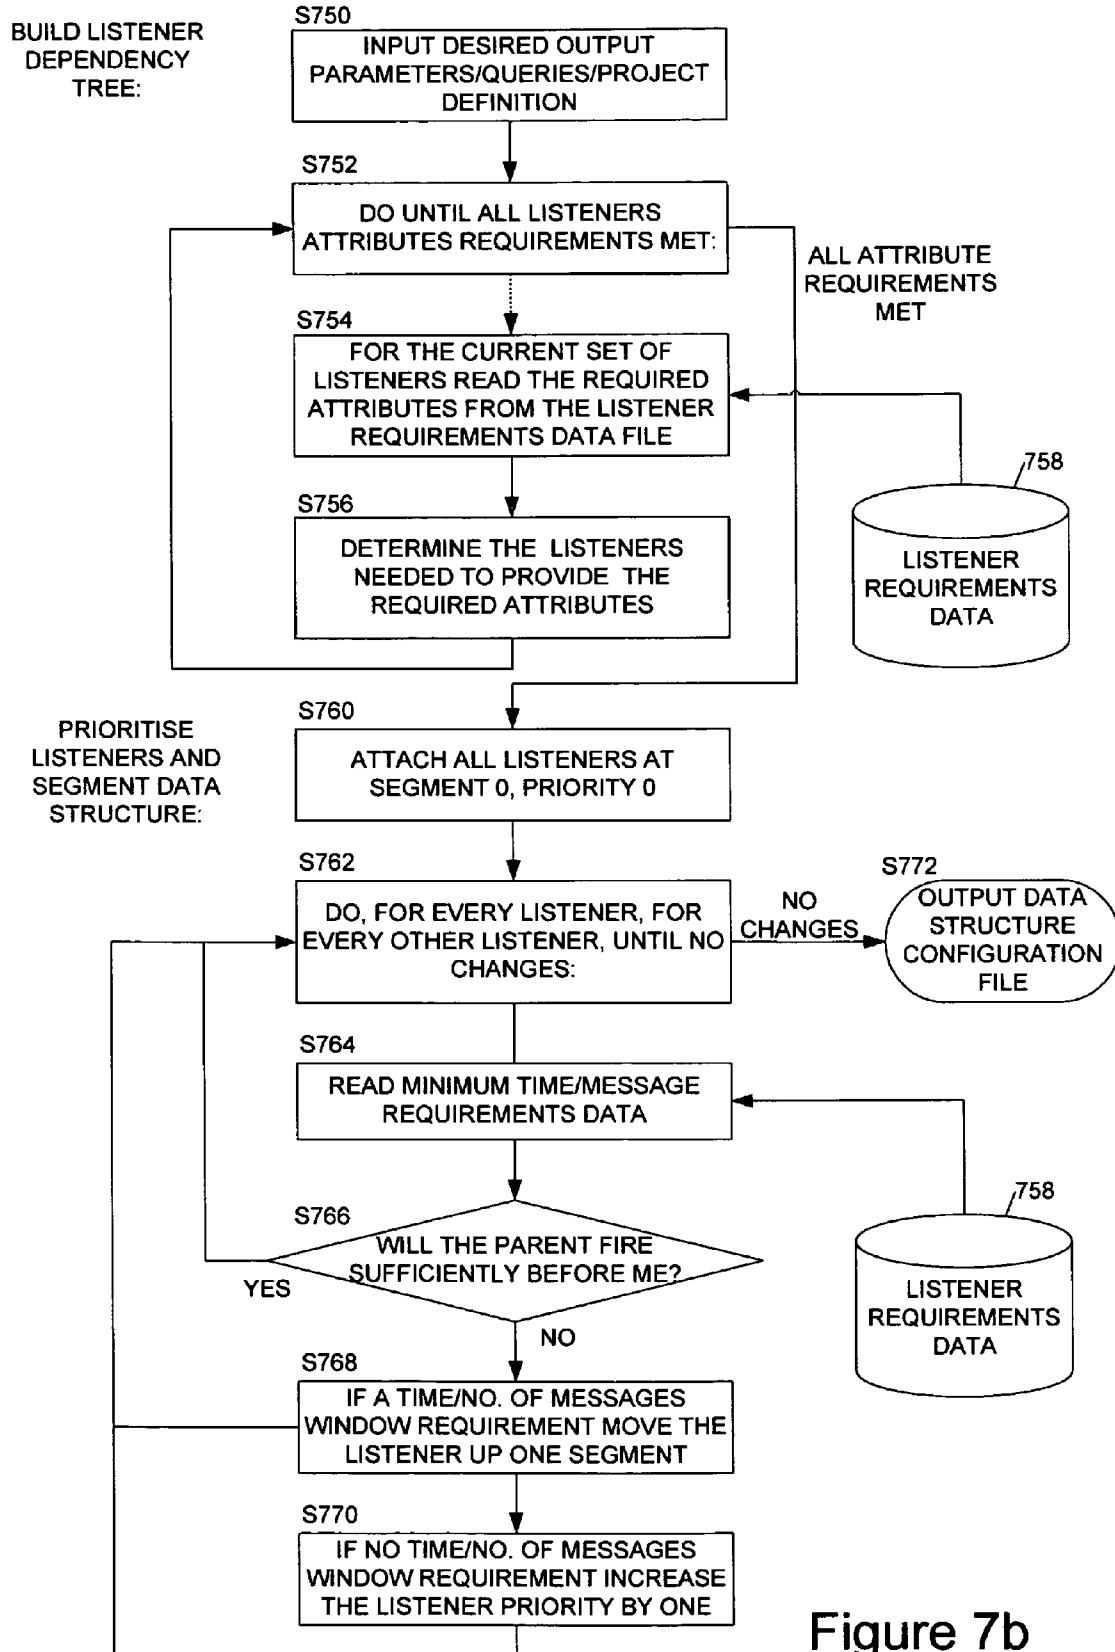 BUILD LISTENER
DEPENDENCY
TREE:
S750
INPUT DESIRED OUTPUT
PARAMETERS/QUERIES/PROJECT
DEFINITION
S752
DO UNTIL ALL LISTENERS
ATTRIBUTES REQUIREMENTS MET:
ALL ATTRIBUTE
REQUIREMENTS
MET
S754
FOR THE CURRENT SET OF
LISTENERS READ THE REQUIRED
ATTRIBUTES FROM THE LISTENER
REQUIREMENTS DATA FILE
758
LISTENER
REQUIREMENTS
DATA
S756
DETERMINE THE LISTENERS
NEEDED TO PROVIDE THE
REQUIRED ATTRIBUTES
PRIORITISE
LISTENERS AND
SEGMENT DATA
STRUCTURE:
S760
ATTACH ALL LISTENERS AT
SEGMENT 0, PRIORITY 0
S762
DO, FOR EVERY LISTENER, FOR
EVERY OTHER LISTENER, UNTIL NO
CHANGES:
NO
CHANGES
S772
OUTPUT DATA
STRUCTURE
CONFIGURATION
FILE
S764
READ MINIMUM TIME/MESSAGE
REQUIREMENTS DATA
758
LISTENER
REQUIREMENTS
DATA
S766
WILL THE PARENT FIRE
SUFFICIENTLY BEFORE ME?
YES
NO
S768
IF A TIME/NO. OF MESSAGES
WINDOW REQUIREMENT MOVE THE
LISTENER UP ONE SEGMENT
S770
IF NO TIME/NO. OF MESSAGES
WINDOW REQUIREMENT INCREASE
THE LISTENER PRIORITY BY ONE
Figure 7b